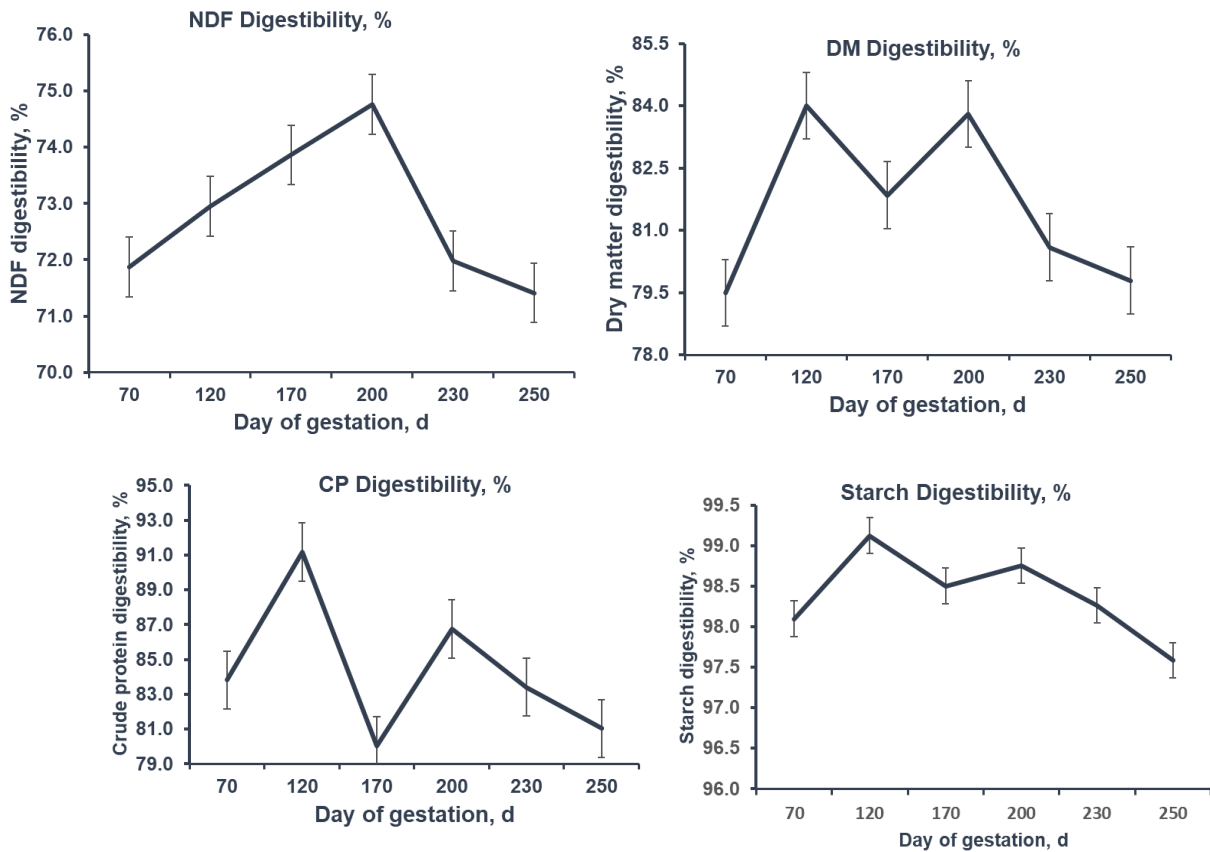 NDF Digestibility, %
NDF digestibility, %
76.0
75.0
74.0
73.0
72.0
71.0
70.0
70 120 170 200 230 250
Day of gestation, d
DM Digestibility, %
Dry matter digestibility, %
85.5
84.0
82.5
81.0
79.5
78.0
70 120 170 200 230 250
Day of gestation, d
CP Digestibility, %
Crude protein digestibility, %
95.0
93.0
91.0
89.0
87.0
85.0
83.0
81.0
79.0
70 120 170 200 230 250
Day of gestation, d
Starch Digestibility, %
Starch digestibility, %
99.5
99.0
98.5
98.0
97.5
97.0
96.5
96.0
70 120 170 200 230 250
Day of gestation, d